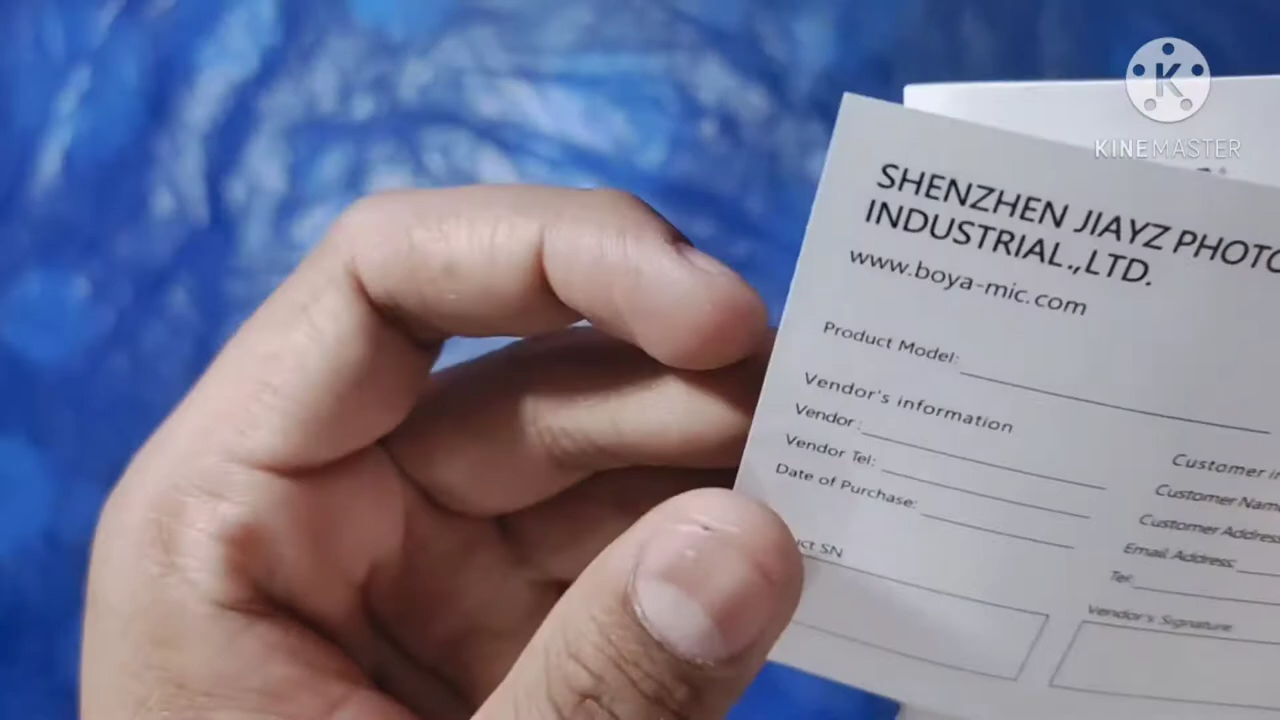 KINEMASTER
SHENZHEN JIAYZ PHOTO
INDUSTRIAL.,LTD.
www.boya-mic.com
Product Model:
Vendor's information
Vendor:
Vendor Tel:
Date of Purchase:
SN
Customer
Customer Name
Customer Address
Email Address:
Tel:
Vendor's Signature